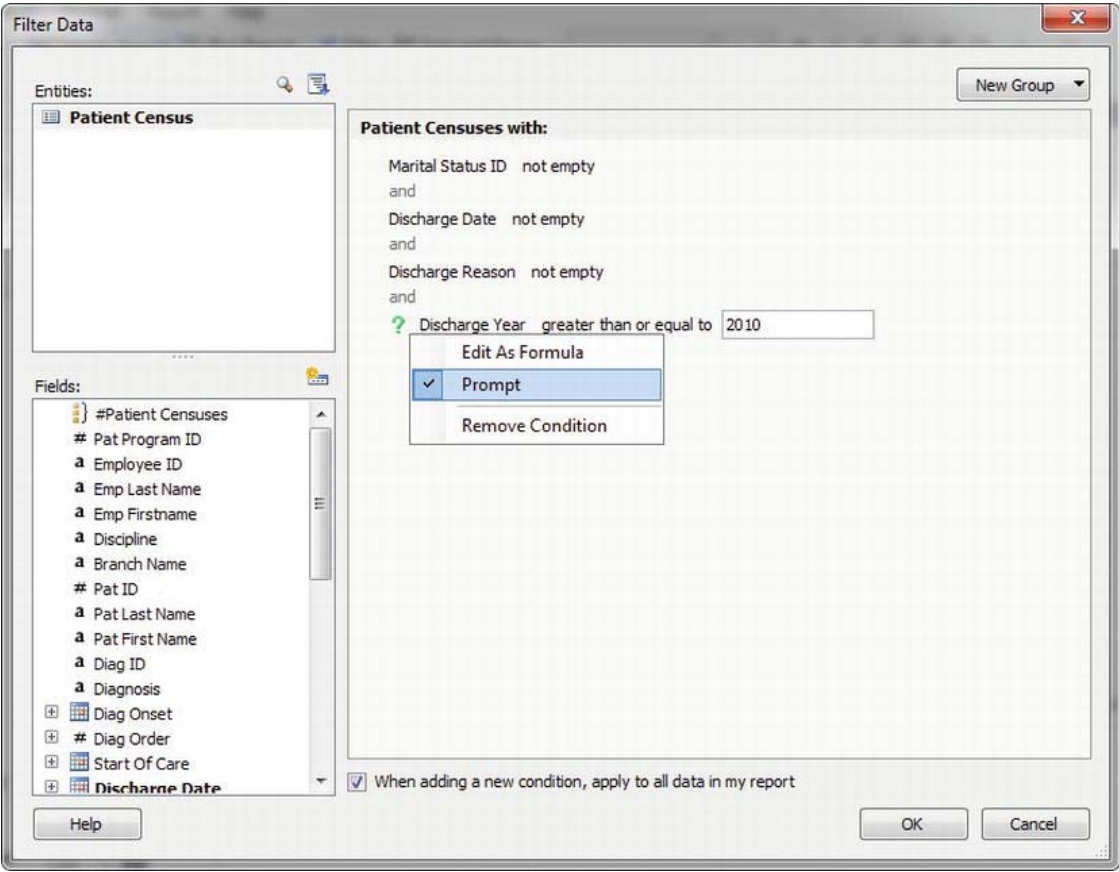 Filter Data
Entities:
New Group
Patient Census
Patient Censuses with:
Marital Status ID not empty
and
Discharge Date not empty
and
Discharge Reason not empty
and
? Discharge Year greater than or equal to 2010
Edit As Formula
Prompt
Remove Condition
Fields:
#Patient Censuses
# Pat Program ID
a Employee ID
a Emp Last Name
a Emp Firstname
a Discipline
a Branch Name
# Pat ID
a Pat Last Name
a Pat First Name
a Diag ID
a Diagnosis
Diag Onset
# Diag Order
Start Of Care
Discharge Date
When adding a new condition, apply to all data in my report
Help
OK
Cancel